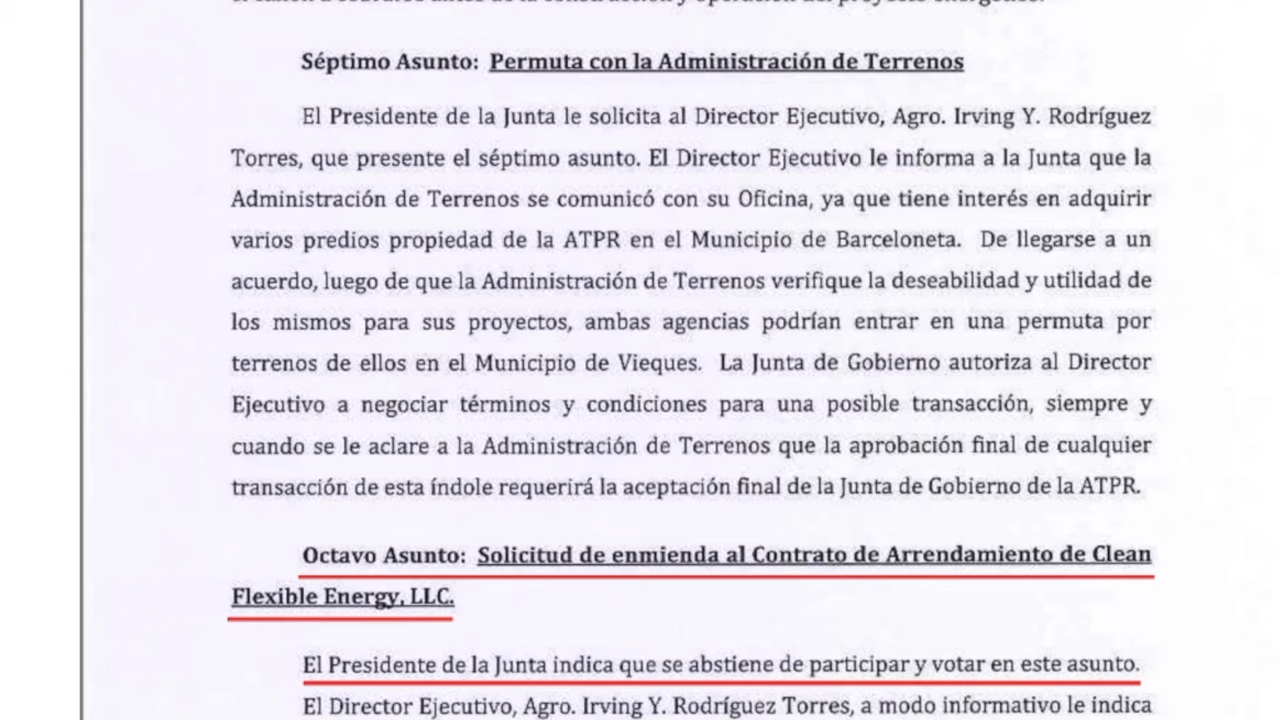 Séptimo Asunto: Permuta con la Administración de Terrenos
El Presidente de la Junta le solicita al Director Ejecutivo, Agro. Irving Y. Rodríguez
Torres, que presente el séptimo asunto. El Director Ejecutivo le informa a la Junta que la
Administración de Terrenos se comunicó con su Oficina, ya que tiene interés en adquirir
varios predios propiedad de la ATPR en el Municipio de Barceloneta. De llegarse a un
acuerdo, luego de que la Administración de Terrenos verifique la deseabilidad y utilidad de
los mismos para sus proyectos, ambas agencias podrían entrar en una permuta por
terrenos de ellos en el Municipio de Vieques. La Junta de Gobierno autoriza al Director
Ejecutivo a negociar términos y condiciones para una posible transacción, siempre y
cuando se le aclare a la Administración de Terrenos que la aprobación final de cualquier
transacción de esta índole requerirá la aceptación final de la Junta de Gobierno de la ATPR.
Octavo Asunto: Solicitud de enmienda al Contrato de Arrendamiento de Clean
Flexible Energy, LLC.
El Presidente de la Junta indica que se abstiene de participar y votar en este asunto.
El Director Ejecutivo, Agro. Irving Y. Rodríguez Torres, a modo informativo le indica